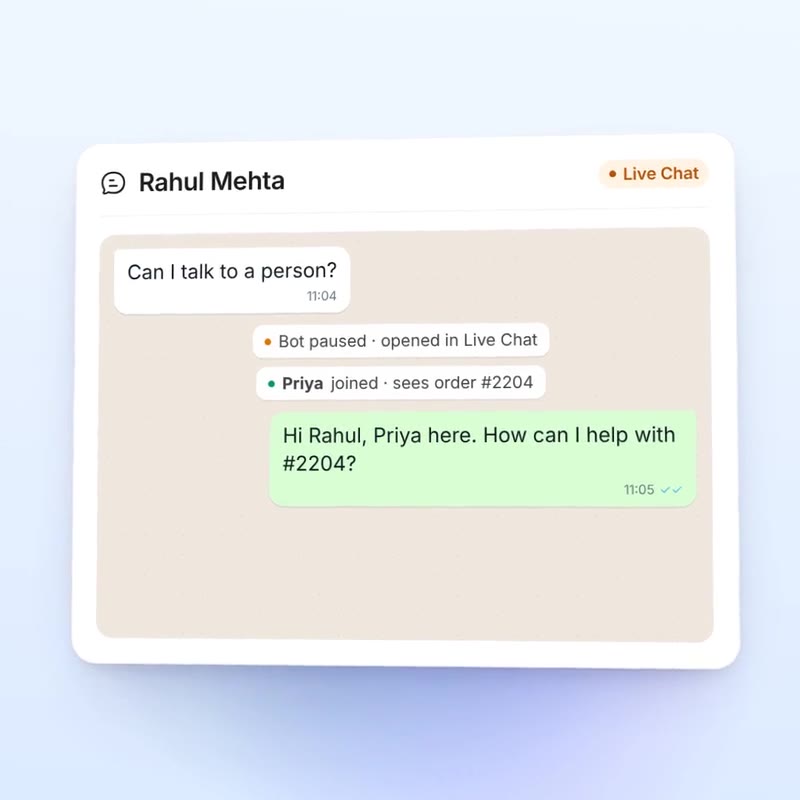 Rahul Mehta
• Live Chat
Can I talk to a person?
11:04
• Bot paused · opened in Live Chat
• Priya joined · sees order #2204
Hi Rahul, Priya here. How can I help with
#2204?
11:05